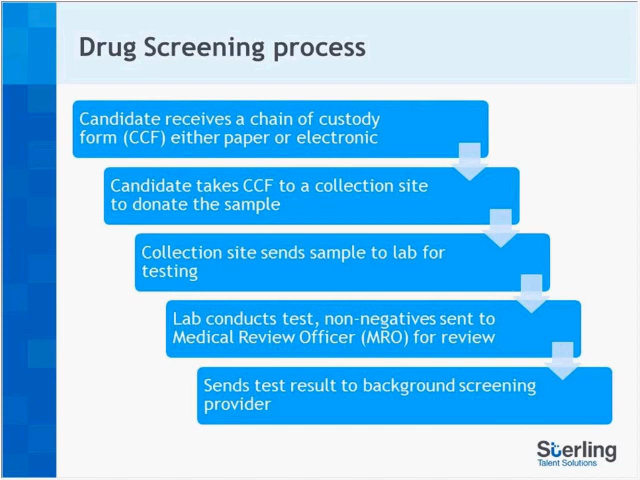 Drug Screening process
Candidate receives a chain of custody
form (CCF) either paper or electronic
Candidate takes CCF to a collection site
to donate the sample
Collection site sends sample to lab for
testing
Lab conducts test, non-negatives sent to
Medical Review Officer (MRO) for review
Sends test result to background screening
provider
Sterling
Talent Solutions